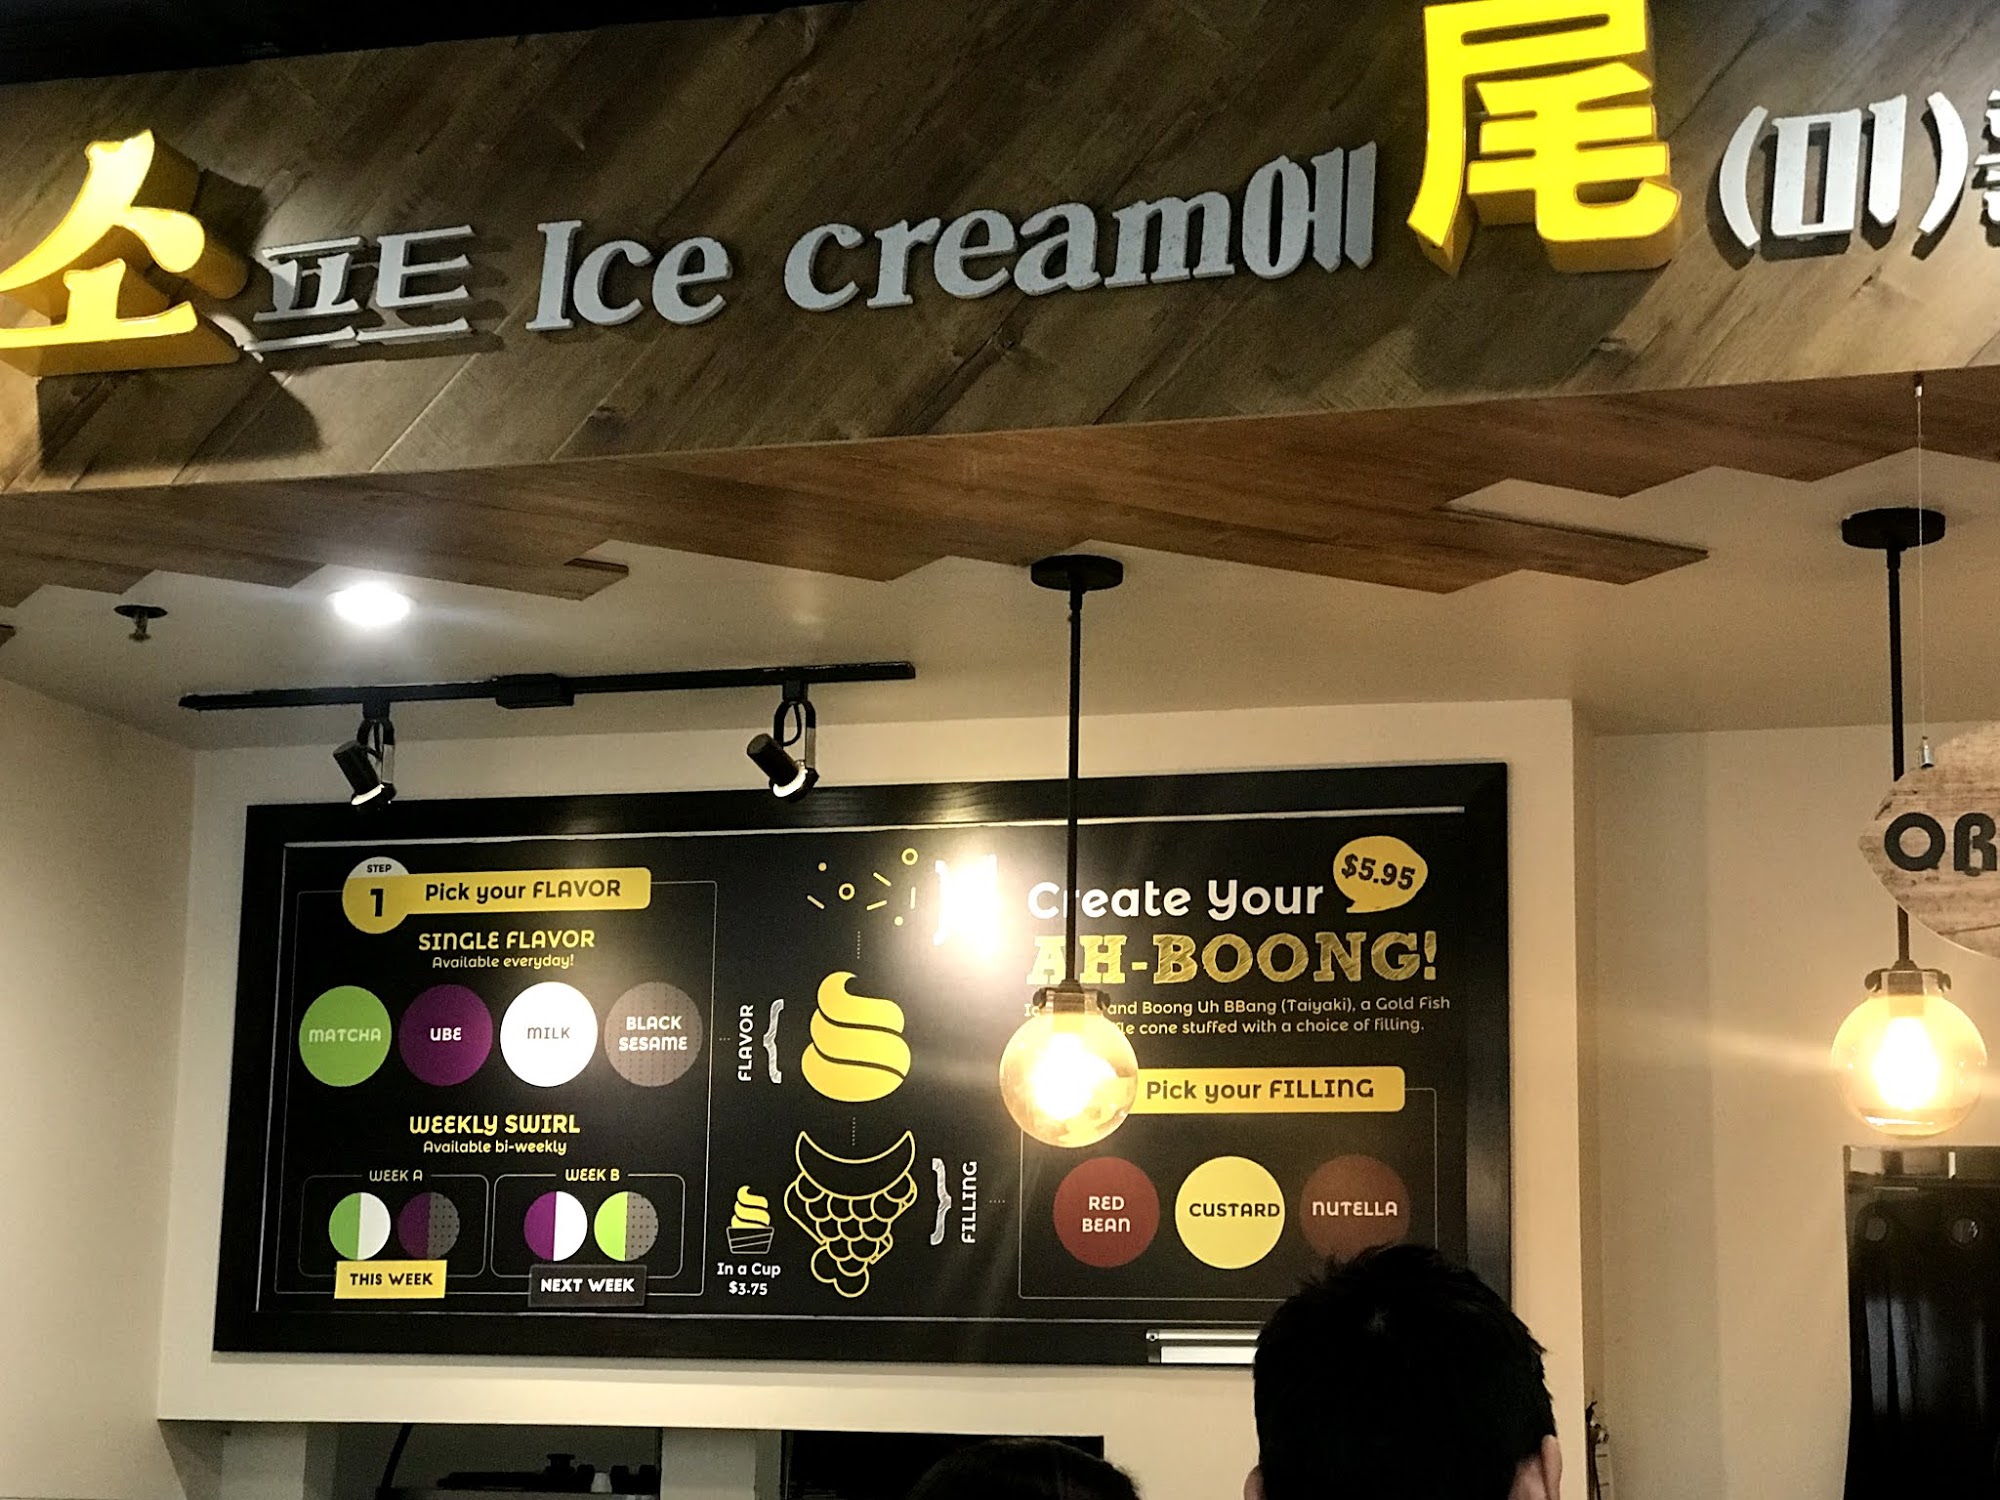 소프트 Ice cream에 尾(미)
STEP
1
Pick your FLAVOR
SINGLE FLAVOR
Available everyday!
MATCHA
UBE
MILK
BLACK
SESAME
WEEKLY SWIRL
Available bi-weekly
WEEK A
WEEK B
THIS WEEK
NEXT WEEK
FLAVOR
FILLING
In a Cup
$3.75
Create Your
$5.95
AH-BOONG!
and Boong Uh BBang (Taiyaki), a Gold Fish
cone stuffed with a choice of filling.
Pick your FILLING
RED
BEAN
CUSTARD
NUTELLA